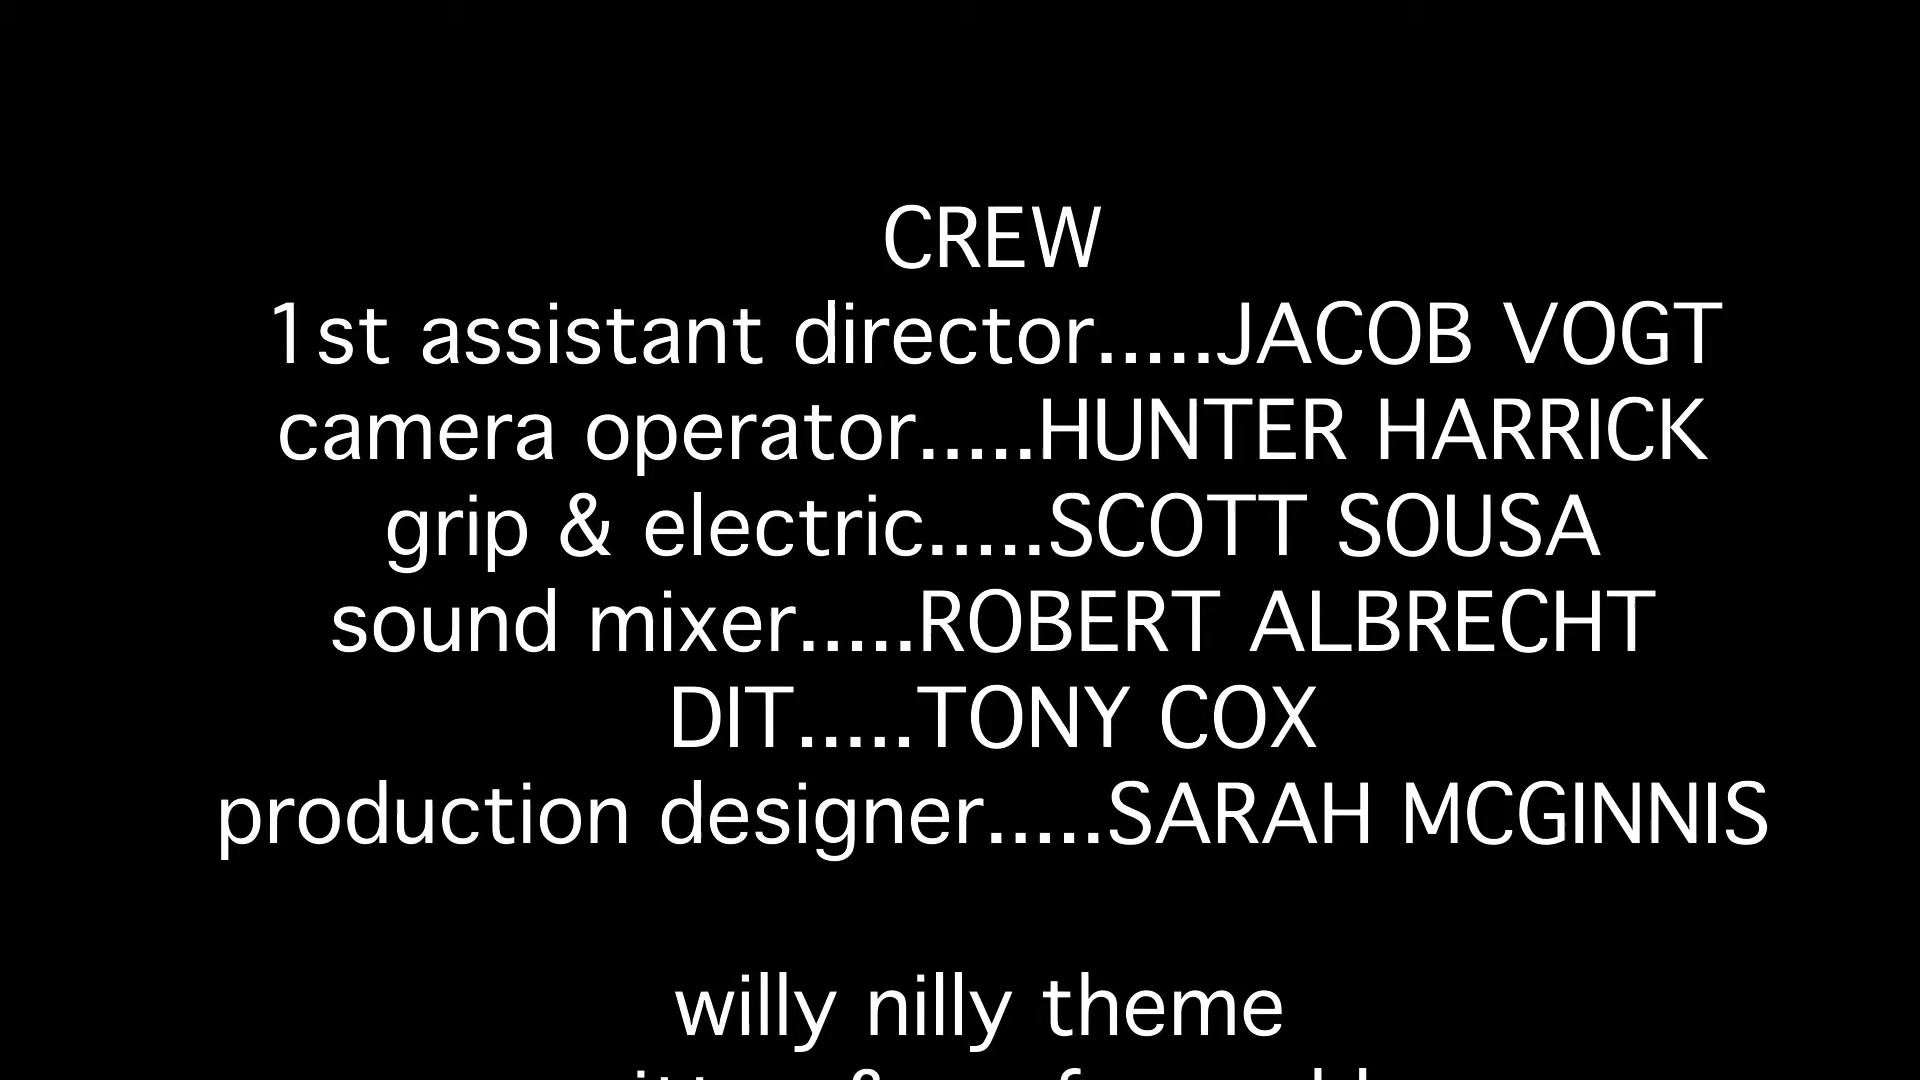 CREW
1st assistant director.....JACOB VOGT
camera operator.....HUNTER HARRICK
grip & electric.....SCOTT SOUSA
sound mixer.....ROBERT ALBRECHT
DIT.....TONY COX
production designer.....SARAH MCGINNIS
willy nilly theme